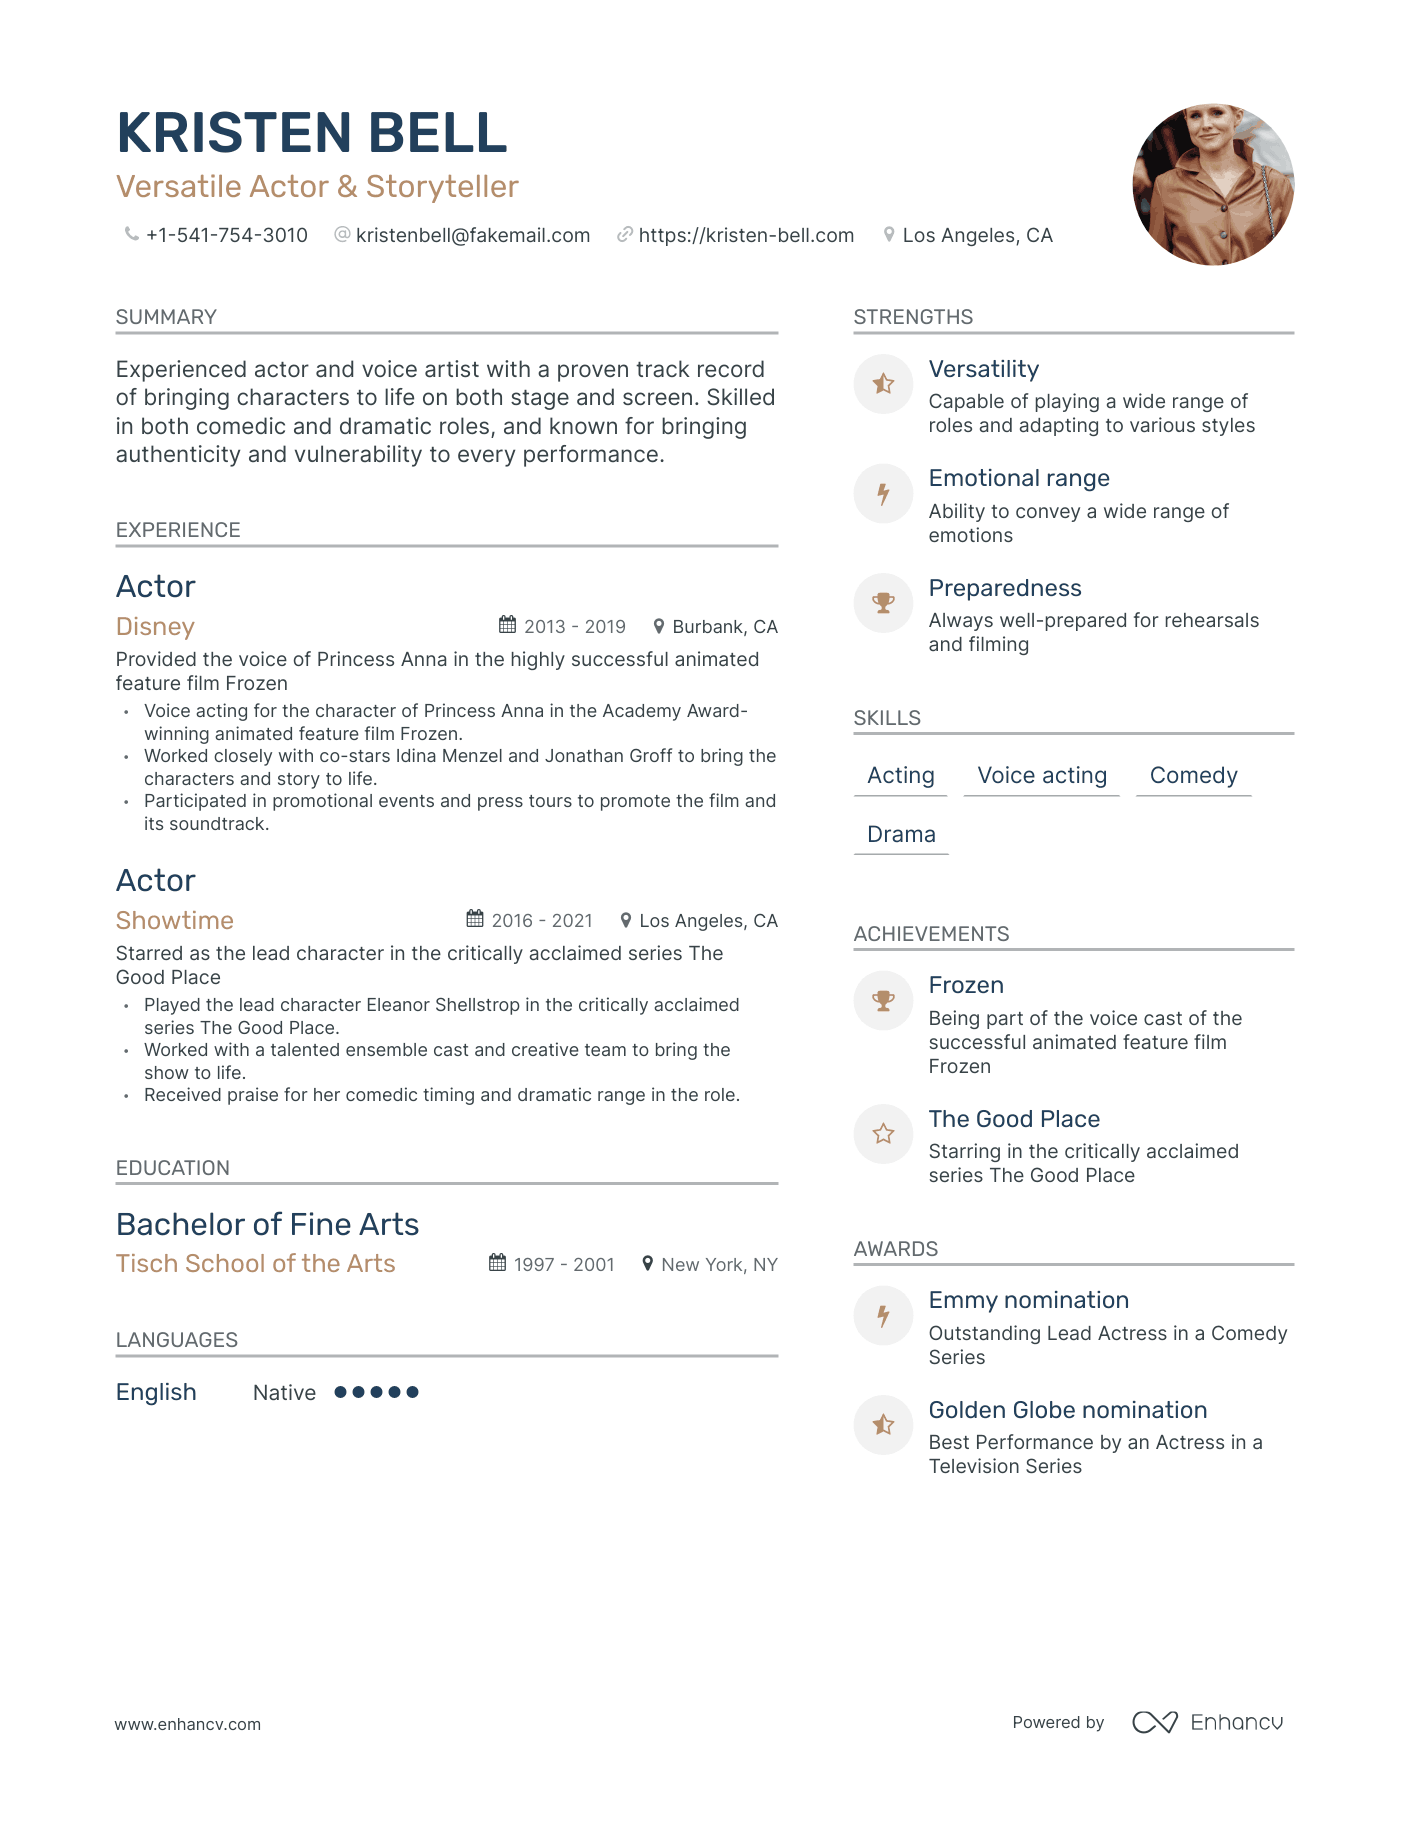 KRISTEN BELL
Versatile Actor & Storyteller
+1-541-754-3010 @ kristenbell@fakemail.com https://kristen-bell.com Los Angeles, CA
SUMMARY
Experienced actor and voice artist with a proven track record
of bringing characters to life on both stage and screen. Skilled
in both comedic and dramatic roles, and known for bringing
authenticity and vulnerability to every performance.
EXPERIENCE
Actor
Disney 2013 - 2019 Burbank, CA
Provided the voice of Princess Anna in the highly successful animated
feature film Frozen
• Voice acting for the character of Princess Anna in the Academy Award-
winning animated feature film Frozen.
• Worked closely with co-stars Idina Menzel and Jonathan Groff to bring the
characters and story to life.
• Participated in promotional events and press tours to promote the film and
its soundtrack.
Actor
Showtime 2016 - 2021 Los Angeles, CA
Starred as the lead character in the critically acclaimed series The
Good Place
• Played the lead character Eleanor Shellstrop in the critically acclaimed
series The Good Place.
• Worked with a talented ensemble cast and creative team to bring the
show to life.
• Received praise for her comedic timing and dramatic range in the role.
EDUCATION
Bachelor of Fine Arts
Tisch School of the Arts 1997 - 2001 New York, NY
LANGUAGES
English Native
STRENGTHS
Versatility
Capable of playing a wide range of
roles and adapting to various styles
Emotional range
Ability to convey a wide range of
emotions
Preparedness
Always well-prepared for rehearsals
and filming
SKILLS
Acting Voice acting Comedy
Drama
ACHIEVEMENTS
Frozen
Being part of the voice cast of the
successful animated feature film
Frozen
The Good Place
Starring in the critically acclaimed
series The Good Place
AWARDS
Emmy nomination
Outstanding Lead Actress in a Comedy
Series
Golden Globe nomination
Best Performance by an Actress in a
Television Series
www.enhancv.com
Powered by Enhancv